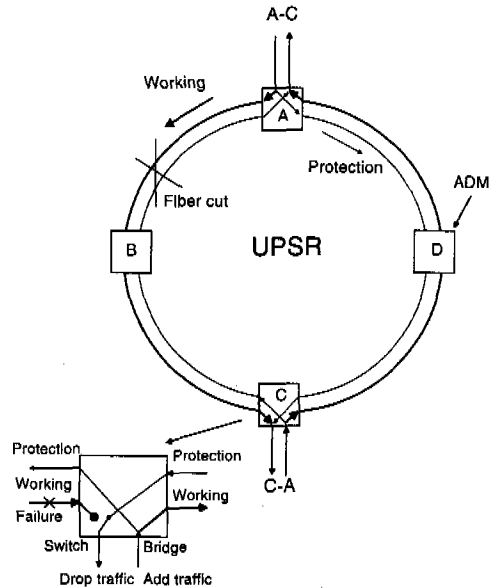 A-C
Working
A
Protection
ADM
Fiber cut
B
UPSR
D
C
C-A
Protection
Protection
Working
Working
Failure
Switch
Bridge
Drop traffic
Add traffic